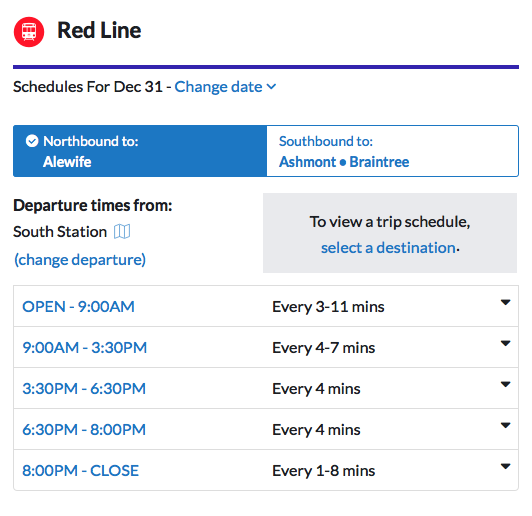 Red Line
Schedules For Dec 31 - Change date
Northbound to:
Alewife
Southbound to:
Ashmont • Braintree
Departure times from:
South Station
(change departure)
To view a trip schedule,
select a destination.
OPEN - 9:00AM Every 3-11 mins
9:00AM - 3:30PM Every 4-7 mins
3:30PM - 6:30PM Every 4 mins
6:30PM - 8:00PM Every 4 mins
8:00PM - CLOSE Every 1-8 mins